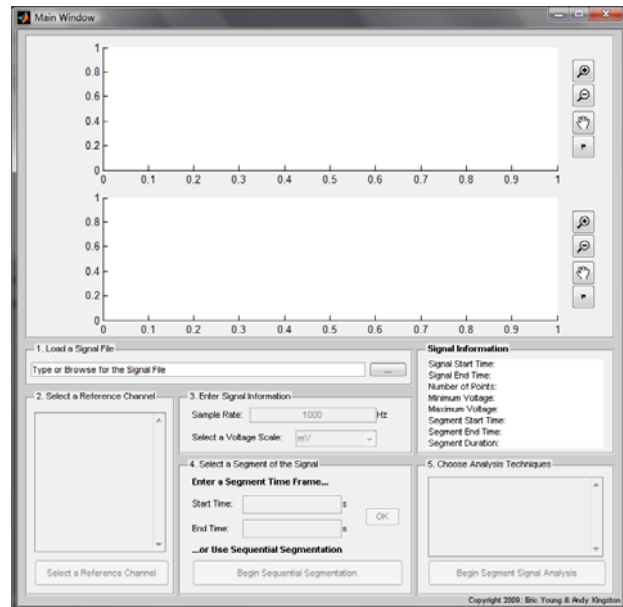 Main Window
1
0.8
0.6
0.4
0.2
0
0 0.1 0.2 0.3 0.4 0.5 0.6 0.7 0.8 0.9 1
1
0.8
0.6
0.4
0.2
0
0 0.1 0.2 0.3 0.4 0.5 0.6 0.7 0.8 0.9 1
1. Load a Signal File
Type or Browse for the Signal File
...
Signal Information
Signal Start Time:
Signal End Time:
Number of Points:
Minimum Voltage:
Maximum Voltage:
Segment Start Time:
Segment End Time:
Segment Duration:
2. Select a Reference Channel
Select a Reference Channel
3. Enter Signal Information
Sample Rate: 1000 Hz
Select a Voltage Scale: mV
4. Select a Segment of the Signal
Enter a Segment Time Frame...
Start Time: s
OK
End Time: s
...or Use Sequential Segmentation
Begin Sequential Segmentation
5. Choose Analysis Techniques
Begin Segment Signal Analysis
Copyright 2009: Eric Young & Andy Kingston